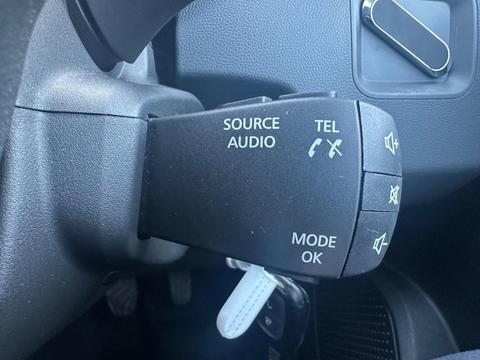 SOURCE
AUDIO
TEL
MODE
OK
+
-